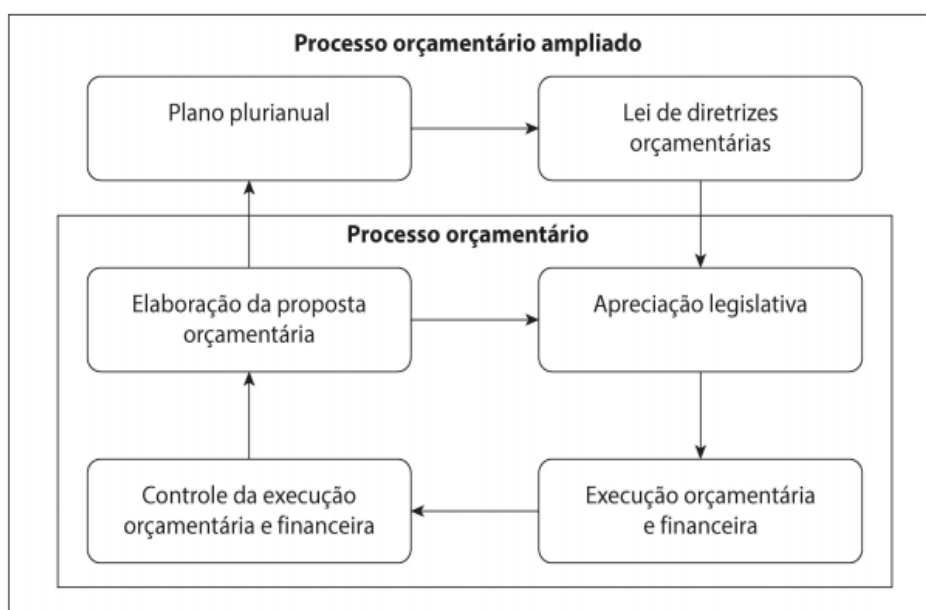 Processo orçamentário ampliado
Plano plurianual
Lei de diretrizes
orçamentárias
Processo orçamentário
Elaboração da proposta
orçamentária
Apreciação legislativa
Controle da execução
orçamentária e financeira
Execução orçamentária
e financeira